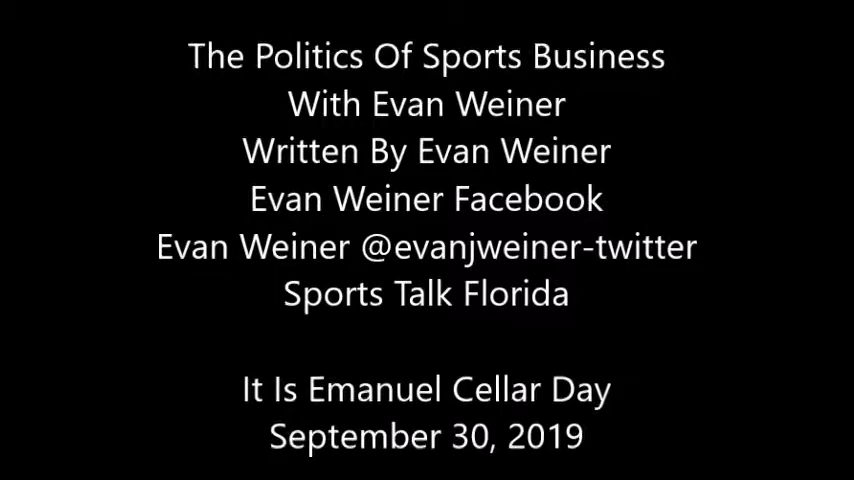 The Politics Of Sports Business
With Evan Weiner
Written By Evan Weiner
Evan Weiner Facebook
Evan Weiner @evanjweiner-twitter
Sports Talk Florida
It Is Emanuel Cellar Day
September 30, 2019